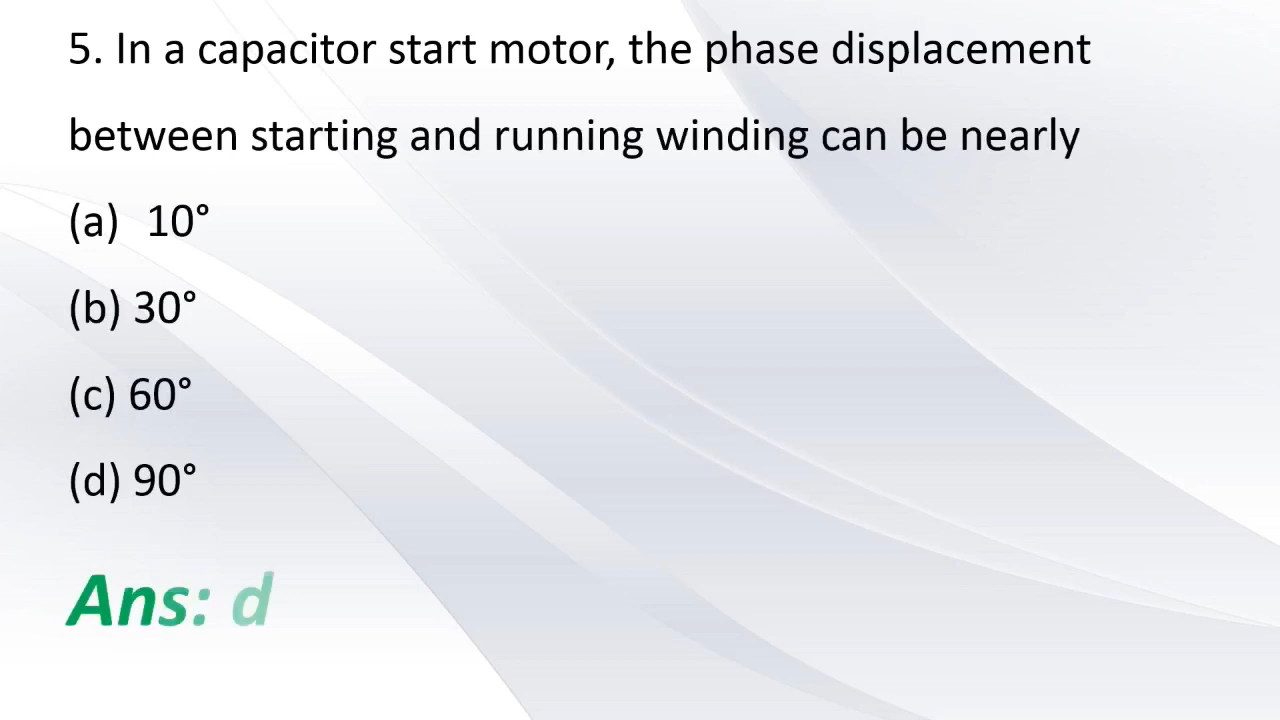 5. In a capacitor start motor, the phase displacement
between starting and running winding can be nearly
(a) 10°
(b) 30°
(c) 60°
(d) 90°
Ans: d